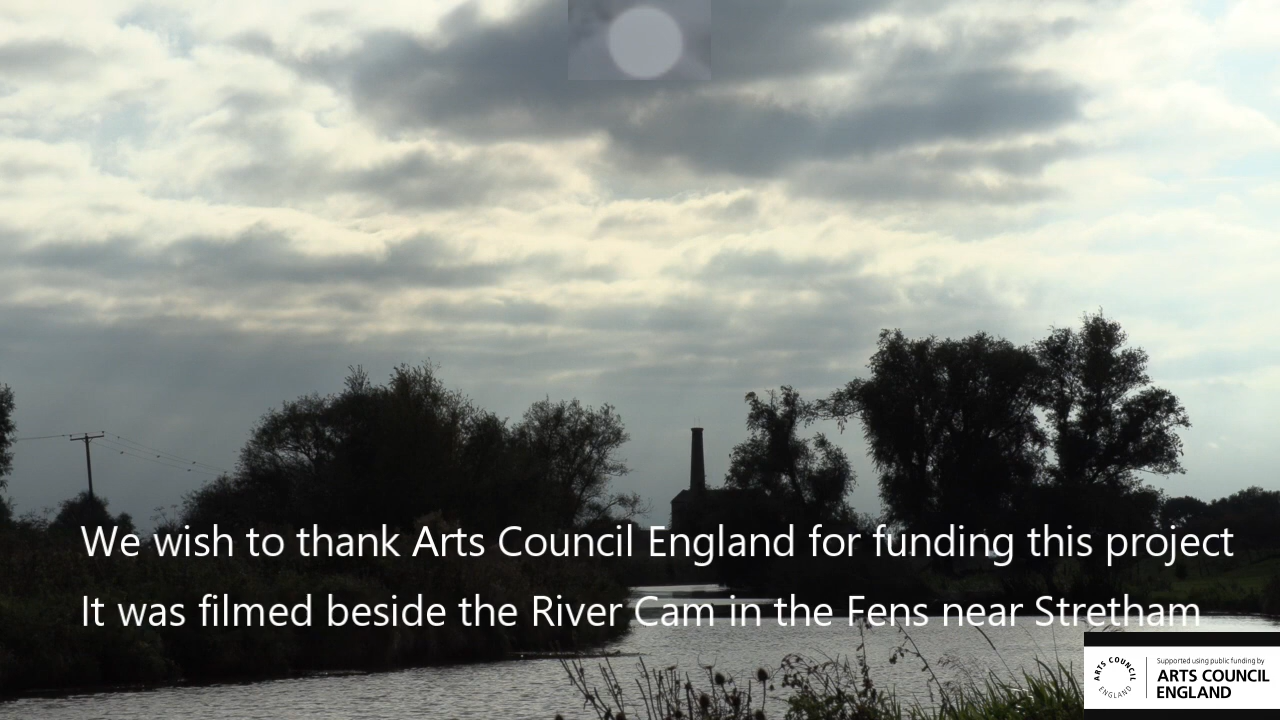 We wish to thank Arts Council England for funding this project
It was filmed beside the River Cam in the Fens near Stretham
ARTS COUNCIL
ENGLAND
Supported using public funding by
ARTS COUNCIL
ENGLAND